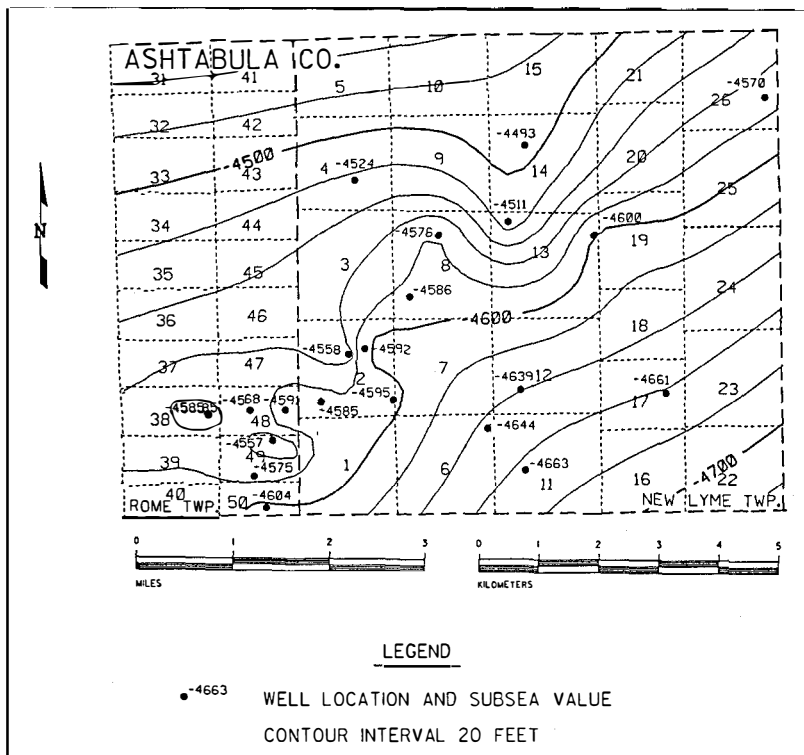 ASHTABULA CO.
31 41 5 10 15 21 26 -4570
32 42 -4493 20
-4500 4 -4524 9 14 25
33 43
34 44 -4511 -4600
-4576 13 19
35 45 3 8
-4586 24
36 46 -4600 18
37 47 -4558 -4592
2 7 -4639 12 -4661 23
38 -4568 -4595 17
48 -4585 -4644
-4557
39 -4575 1 6 -4663 -4700
40 50 -4604 11 16 22
ROME TWP. NEW LYME TWP.
N
0 1 2 3
MILES
0 1 2 3 4 5
KILOMETERS
LEGEND
-4663 WELL LOCATION AND SUBSEA VALUE
CONTOUR INTERVAL 20 FEET